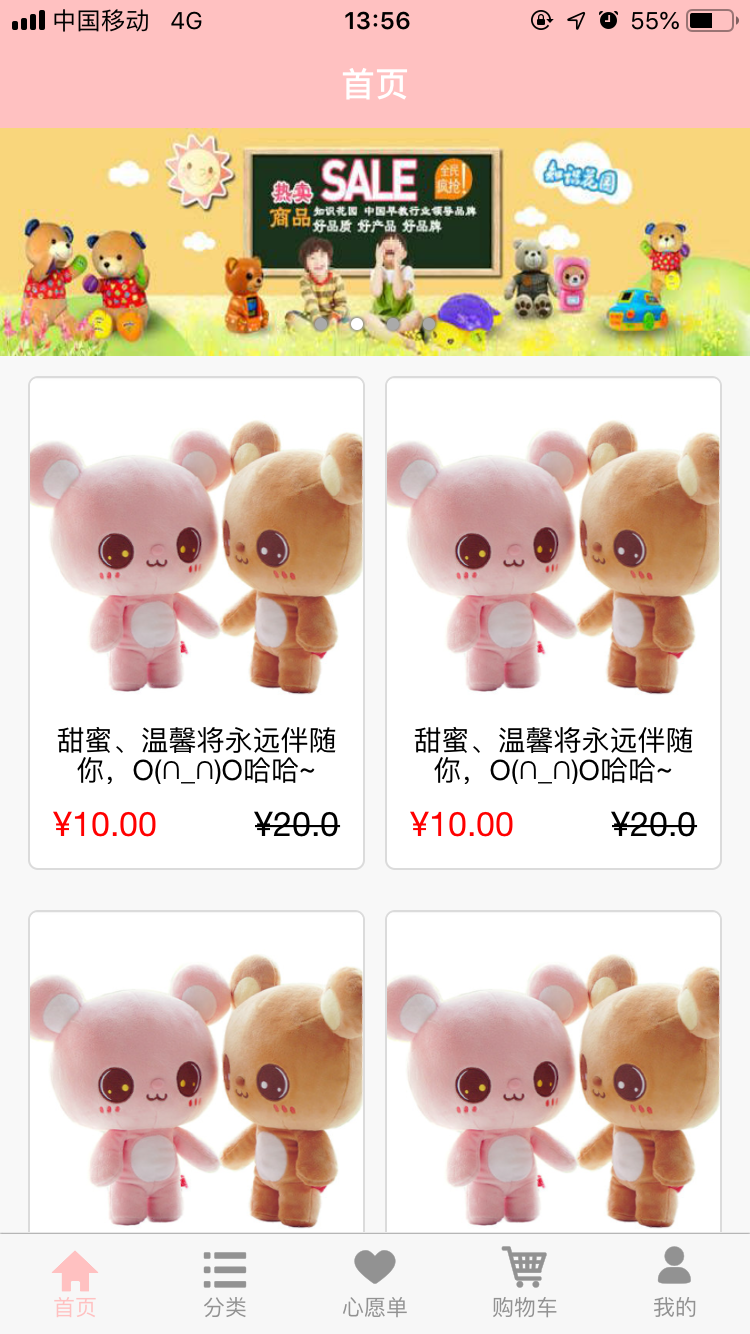 中国移动 4G 13:56 55%
首页
热卖 SALE 全民
疯抢!
商品 知识花园 中国早教行业领导品牌
好品质 好产品 好品牌
知识花园
甜蜜、温馨将永远伴随
你，O(∩_∩)O哈哈~
¥10.00 ¥20.0
甜蜜、温馨将永远伴随
你，O(∩_∩)O哈哈~
¥10.00 ¥20.0
首页 分类 心愿单 购物车 我的